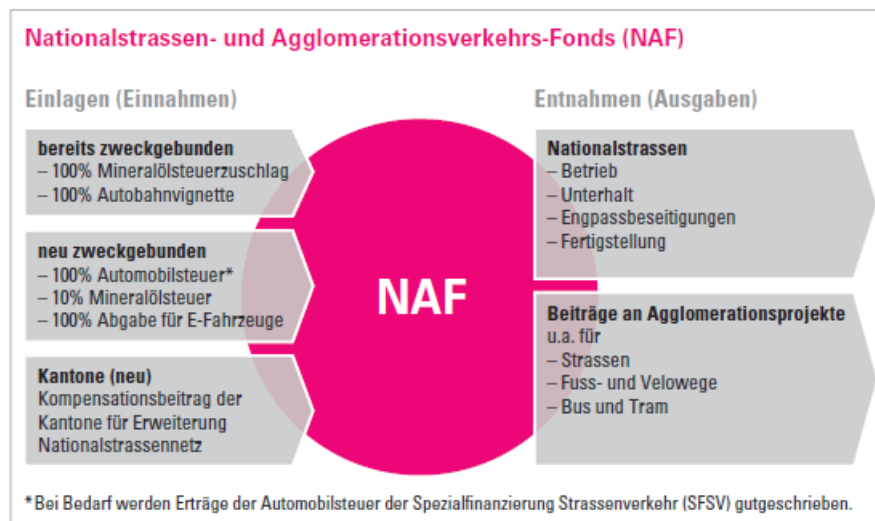 Nationalstrassen- und Agglomerationsverkehrs-Fonds (NAF)
Einlagen (Einnahmen)
bereits zweckgebunden
– 100% Mineralölsteuerzuschlag
– 100% Autobahnvignette
neu zweckgebunden
– 100% Automobilsteuer*
– 10% Mineralölsteuer
– 100% Abgabe für E-Fahrzeuge
Kantone (neu)
Kompensationsbeitrag der
Kantone für Erweiterung
Nationalstrassennetz
NAF
Entnahmen (Ausgaben)
Nationalstrassen
– Betrieb
– Unterhalt
– Engpassbeseitigungen
– Fertigstellung
Beiträge an Agglomerationsprojekte
u.a. für
– Strassen
– Fuss- und Velowege
– Bus und Tram
*Bei Bedarf werden Erträge der Automobilsteuer der Spezialfinanzierung Strassenverkehr (SFSV) gutgeschrieben.